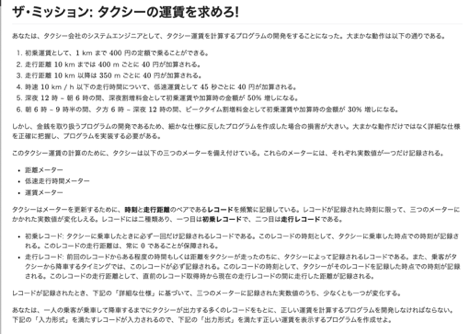 ザ・ミッション: タクシーの運賃を求めろ!
あなたは、タクシー会社のシステムエンジニアとして、タクシー運賃を計算するプログラムの開発をすることになった。大まかな動作は以下の通りである。
1. 初乗運賃として、1 km まで 400 円の定額で乗ることができる。
2. 走行距離 10 km までは 400 m ごとに 40 円が加算される。
3. 走行距離 10 km 以降は 350 m ごとに 40 円が加算される。
4. 時速 10 km / h 以下の走行時間について、低速運賃として 45 秒ごとに 40 円が加算される。
5. 深夜 12 時 – 朝 6 時の間、深夜割増料金として初乗運賃や加算時の金額が 50% 増しになる。
6. 朝 6 時 – 9 時半の間、夕方 6 時 – 深夜 12 時の間、ピークタイム割増料金として初乗運賃や加算時の金額が 30% 増しになる。
しかし、金銭を取り扱うプログラムの開発であるため、細かな仕様に反したプログラムを作成した場合の損害が大きい。大まかな動作だけではなく詳細な仕様
を正確に把握し、プログラムを実装する必要がある。
このタクシー運賃の計算のために、タクシーは以下の三つのメーターを備え付けている。これらのメーターには、それぞれ実数値が一つだけ記録される。
• 距離メーター
• 低速走行時間メーター
• 運賃メーター
タクシーはメーターを更新するために、時刻と走行距離のペアであるレコードを頻繁に記録している。レコードが記録された時刻に限って、三つのメーターに
かかれた実数値が変化しえる。レコードには二種類あり、一つ目は初乗レコードで、二つ目は走行レコードである。
• 初乗レコード: タクシーに乗車したときに必ず一回だけ記録されるレコードである。このレコードの時刻として、タクシーに乗車した時点での時刻が記録さ
れる。このレコードの走行距離は、常に 0 であることが保障される。
• 走行レコード: 前回のレコードからある程度の時間もしくは距離をタクシーが走ったのちに、タクシーによって記録されるレコードである。また、乗客がタ
クシーから降車するタイミングでは、このレコードが必ず記録される。このレコードの時刻として、タクシーがそのレコードを記録した時点での時刻が記録
される。このレコードの走行距離として、直前のレコード取得時から現在の走行レコードの間に走行した距離が記録される。
レコードが記録されたとき、下記の「詳細な仕様」に基づいて、三つのメーターに記録された実数値のうち、少なくとも一つが変化する。
あなたは、一人の乗客が乗車して降車するまでにタクシーが出力する多くのレコードをもとに、正しい運賃を計算するプログラムを開発しなければならない。
下記の「入力形式」を満たすレコードが入力されるので、下記の「出力形式」を満たす正しい運賃を表示するプログラムを作成せよ。